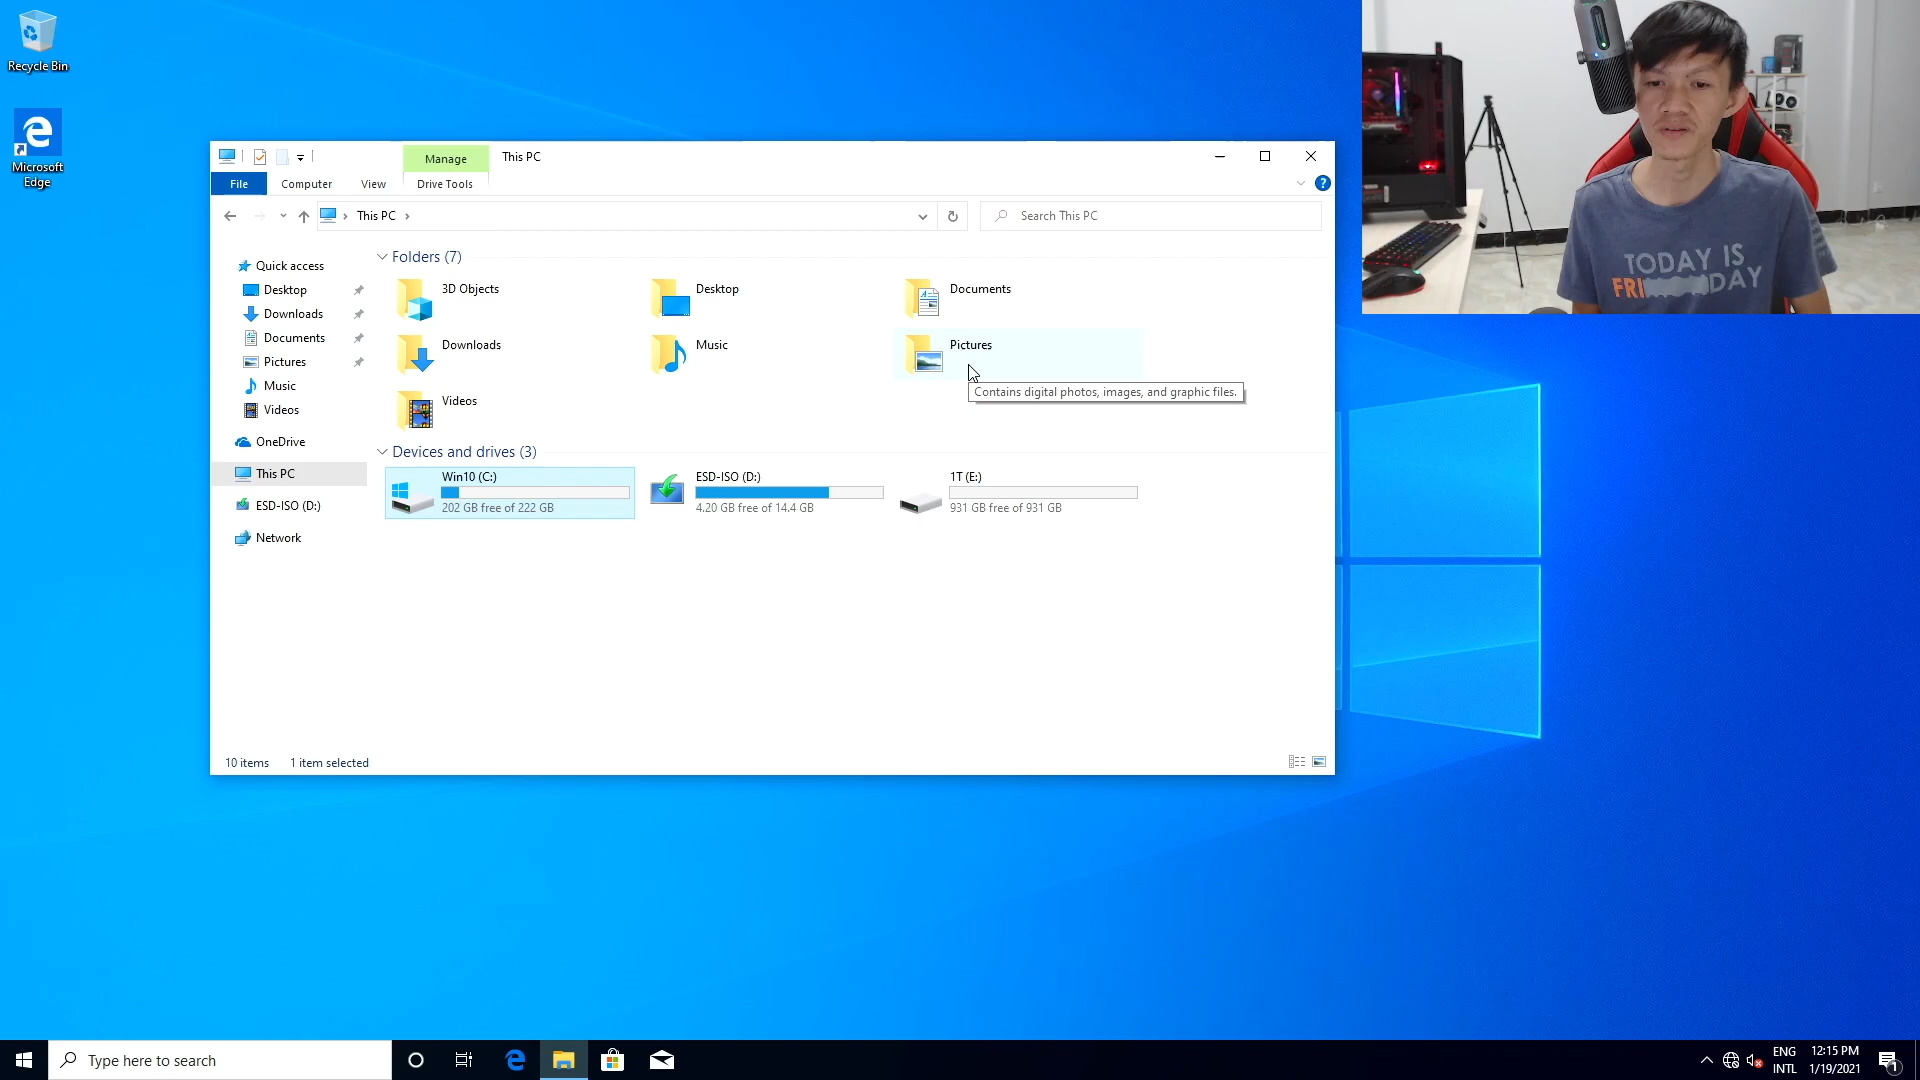 Recycle Bin
Microsoft
Edge
Manage
This PC
File
Computer
View
Drive Tools
This PC
Search This PC
Quick access
Desktop
Downloads
Documents
Pictures
Music
Videos
OneDrive
This PC
ESD-ISO (D:)
Network
Folders (7)
3D Objects
Desktop
Documents
Downloads
Music
Pictures
Contains digital photos, images, and graphic files.
Videos
Devices and drives (3)
Win10 (C:)
202 GB free of 222 GB
ESD-ISO (D:)
4.20 GB free of 14.4 GB
1T (E:)
931 GB free of 931 GB
10 items
1 item selected
TODAY IS
FRI DAY
Type here to search
ENG
INTL
12:15 PM
1/19/2021
1